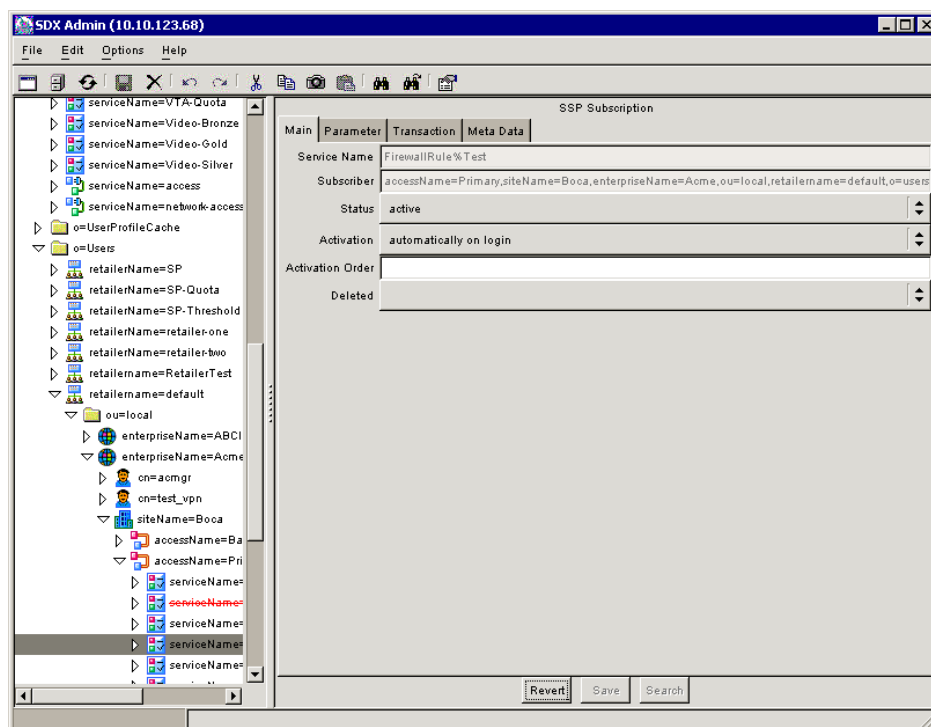 SDX Admin (10.10.123.68)
File Edit Options Help
serviceName=VTA-Quota
serviceName=Video-Bronze
serviceName=Video-Gold
serviceName=Video-Silver
serviceName=access
serviceName=network-access
o=UserProfileCache
o=Users
retailerName=SP
retailerName=SP-Quota
retailerName=SP-Threshold
retailerName=retailer-one
retailerName=retailer-two
retailername=RetailerTest
retailername=default
ou=local
enterpriseName=ABCI
enterpriseName=Acme
cn=acmgr
cn=test_vpn
siteName=Boca
accessName=Ba
accessName=Pri
serviceName=
serviceName=
serviceName=
serviceName=
serviceName=
SSP Subscription
Main Parameter Transaction Meta Data
Service Name FirewallRule%Test
Subscriber accessName=Primary,siteName=Boca,enterpriseName=Acme,ou=local,retailername=default,o=users
Status active
Activation automatically on login
Activation Order
Deleted
Revert Save Search